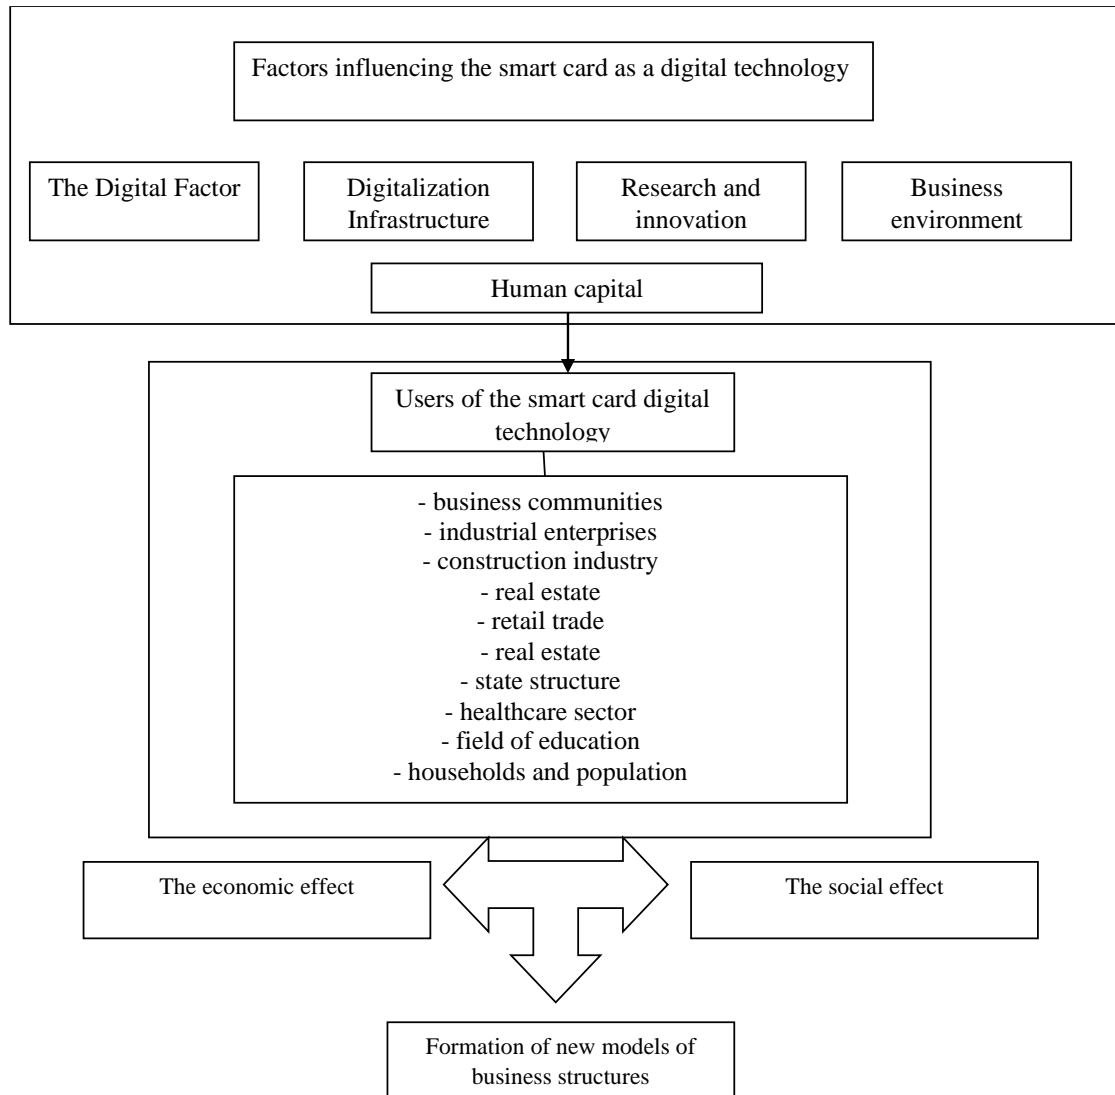 Factors influencing the smart card as a digital technology
The Digital Factor
Digitalization
Infrastructure
Research and
innovation
Business
environment
Human capital
Users of the smart card digital
technology
- business communities
- industrial enterprises
- construction industry
- real estate
- retail trade
- real estate
- state structure
- healthcare sector
- field of education
- households and population
The economic effect
The social effect
Formation of new models of
business structures